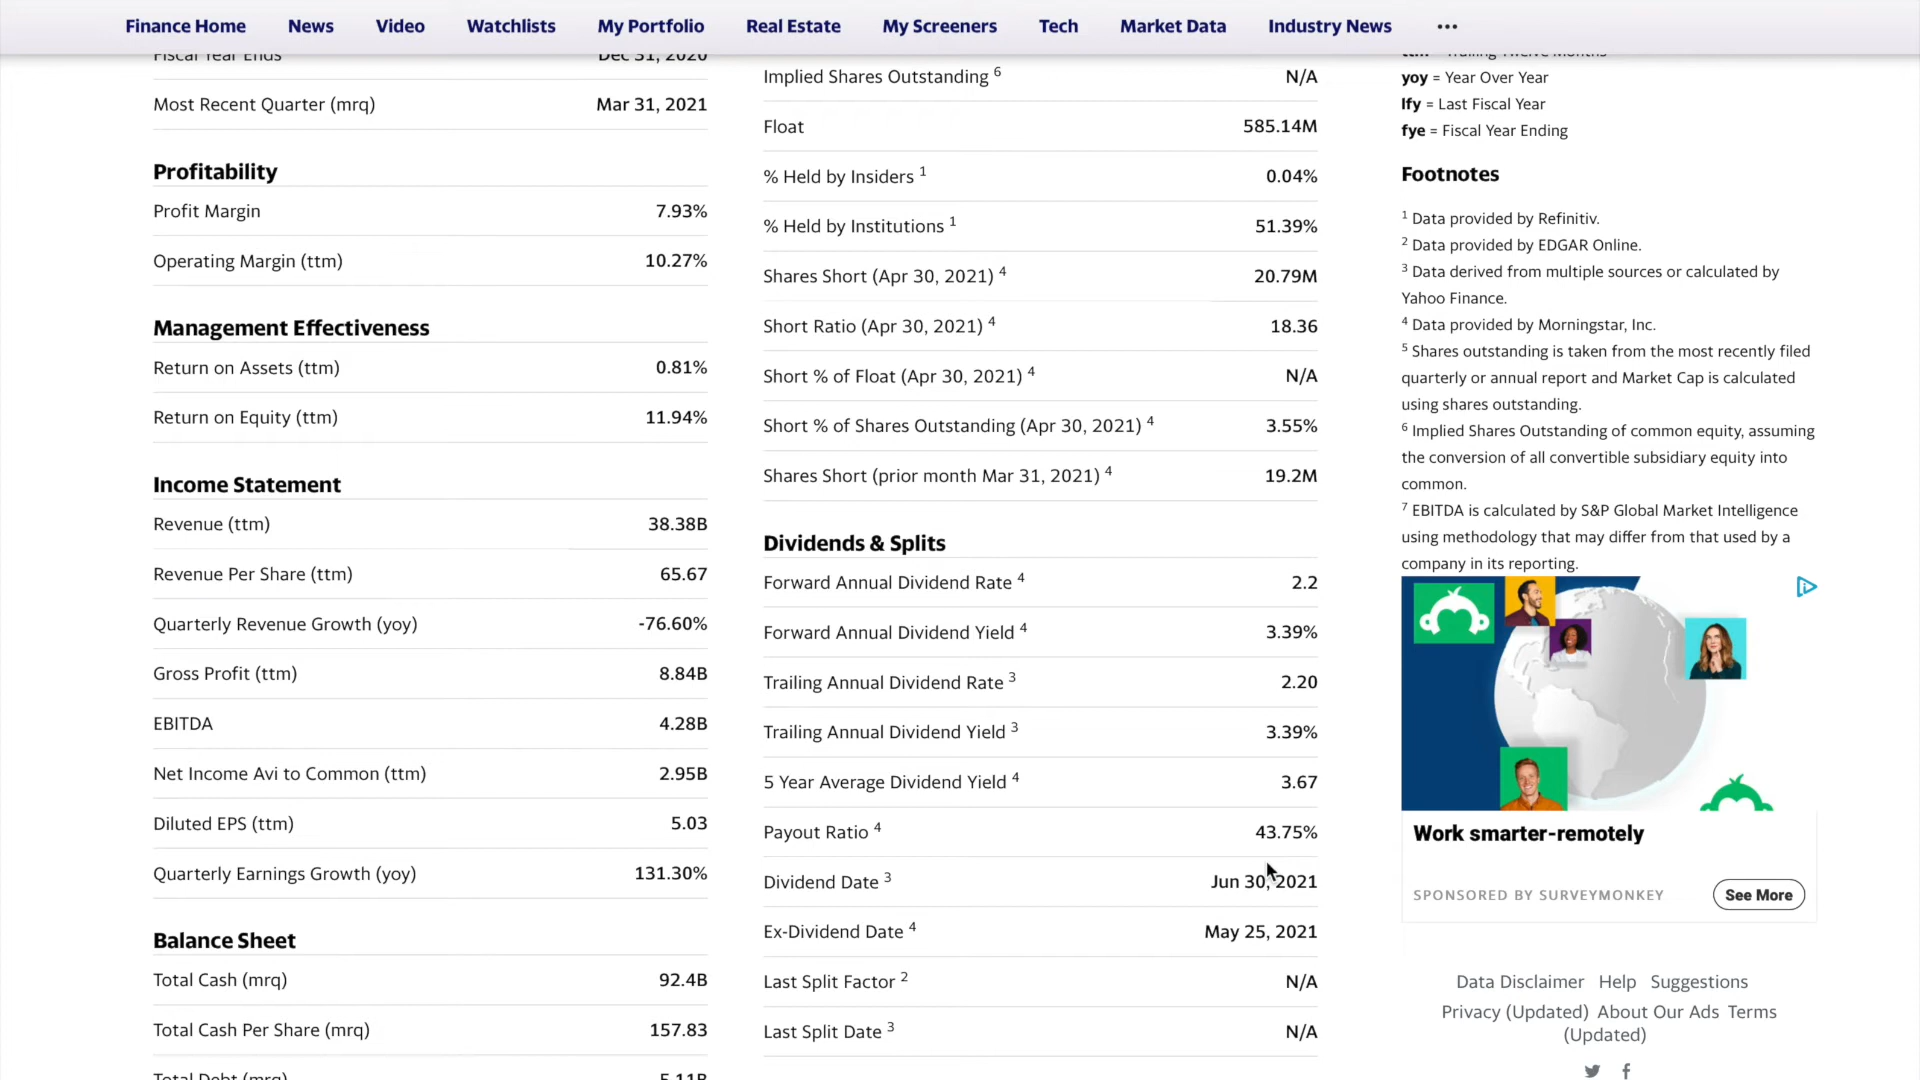 Finance Home News Video Watchlists My Portfolio Real Estate My Screeners Tech Market Data Industry News •••
Fiscal Year Ends Dec 31, 2020
Most Recent Quarter (mrq) Mar 31, 2021
Profitability
Profit Margin 7.93%
Operating Margin (ttm) 10.27%
Management Effectiveness
Return on Assets (ttm) 0.81%
Return on Equity (ttm) 11.94%
Income Statement
Revenue (ttm) 38.38B
Revenue Per Share (ttm) 65.67
Quarterly Revenue Growth (yoy) -76.60%
Gross Profit (ttm) 8.84B
EBITDA 4.28B
Net Income Avi to Common (ttm) 2.95B
Diluted EPS (ttm) 5.03
Quarterly Earnings Growth (yoy) 131.30%
Balance Sheet
Total Cash (mrq) 92.4B
Total Cash Per Share (mrq) 157.83
Total Debt (mrq) 5.11B
Implied Shares Outstanding 6 N/A
Float 585.14M
% Held by Insiders 1 0.04%
% Held by Institutions 1 51.39%
Shares Short (Apr 30, 2021) 4 20.79M
Short Ratio (Apr 30, 2021) 4 18.36
Short % of Float (Apr 30, 2021) 4 N/A
Short % of Shares Outstanding (Apr 30, 2021) 4 3.55%
Shares Short (prior month Mar 31, 2021) 4 19.2M
Dividends & Splits
Forward Annual Dividend Rate 4 2.2
Forward Annual Dividend Yield 4 3.39%
Trailing Annual Dividend Rate 3 2.20
Trailing Annual Dividend Yield 3 3.39%
5 Year Average Dividend Yield 4 3.67
Payout Ratio 4 43.75%
Dividend Date 3 Jun 30, 2021
Ex-Dividend Date 4 May 25, 2021
Last Split Factor 2 N/A
Last Split Date 3 N/A
ttm = Trailing Twelve Months
yoy = Year Over Year
lfy = Last Fiscal Year
fye = Fiscal Year Ending
Footnotes
1 Data provided by Refinitiv.
2 Data provided by EDGAR Online.
3 Data derived from multiple sources or calculated by
Yahoo Finance.
4 Data provided by Morningstar, Inc.
5 Shares outstanding is taken from the most recently filed
quarterly or annual report and Market Cap is calculated
using shares outstanding.
6 Implied Shares Outstanding of common equity, assuming
the conversion of all convertible subsidiary equity into
common.
7 EBITDA is calculated by S&P Global Market Intelligence
using methodology that may differ from that used by a
company in its reporting.
Work smarter-remotely
SPONSORED BY SURVEYMONKEY See More
Data Disclaimer Help Suggestions
Privacy (Updated) About Our Ads Terms
(Updated)